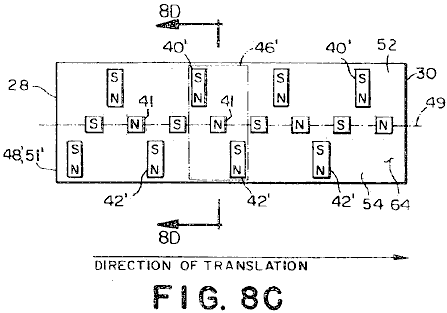 8D
40' 46' 40' 52
28 S S S S 30
N 41 N 41 N N 49
S N S N S N S N
S S S S
48',51' N N N N
42' 42' 42' 54 64
8D
DIRECTION OF TRANSLATION
FIG. 8C